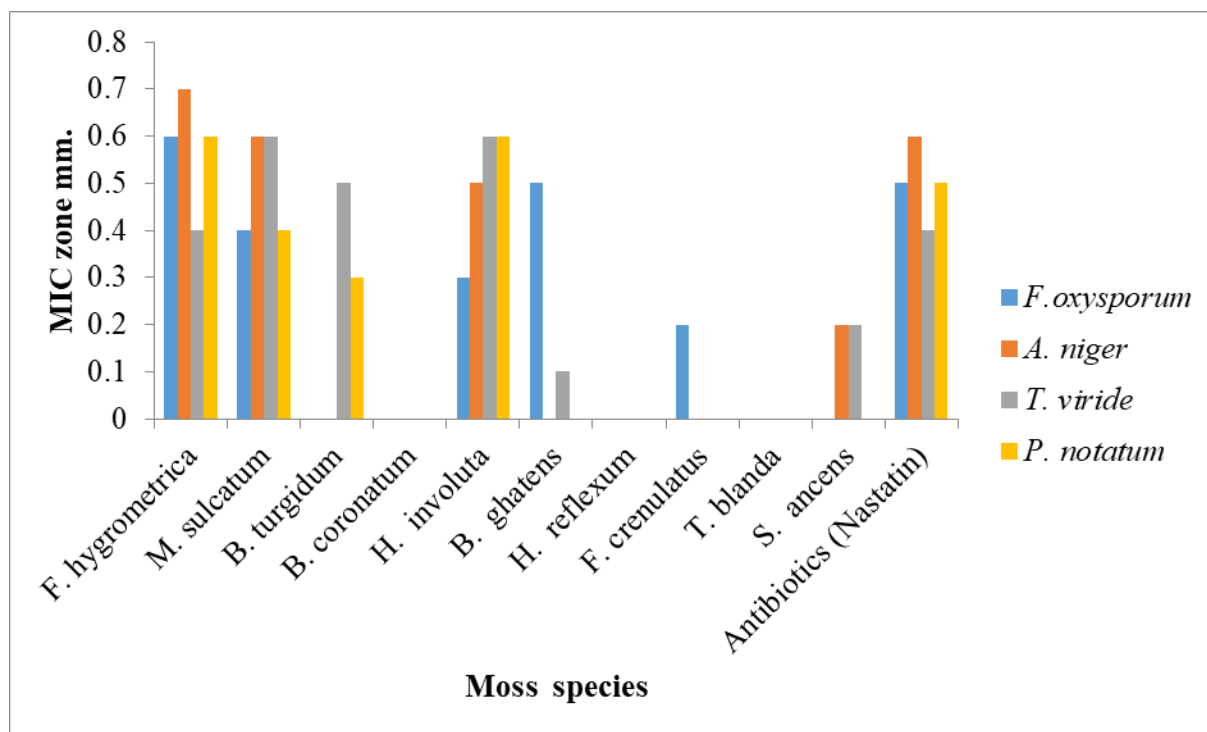 0.8
0.7
0.6
0.5
0.4
0.3
0.2
0.1
0
MIC zone mm.
F. hygrometrica
M. sulcatum
B. turgidum
B. coronatum
H. involuta
B. ghatens
H. reflexum
F. crenulatus
T. blanda
S. ancens
Antibiotics (Nastatin)
Moss species
F.oxysporum
A. niger
T. viride
P. notatum